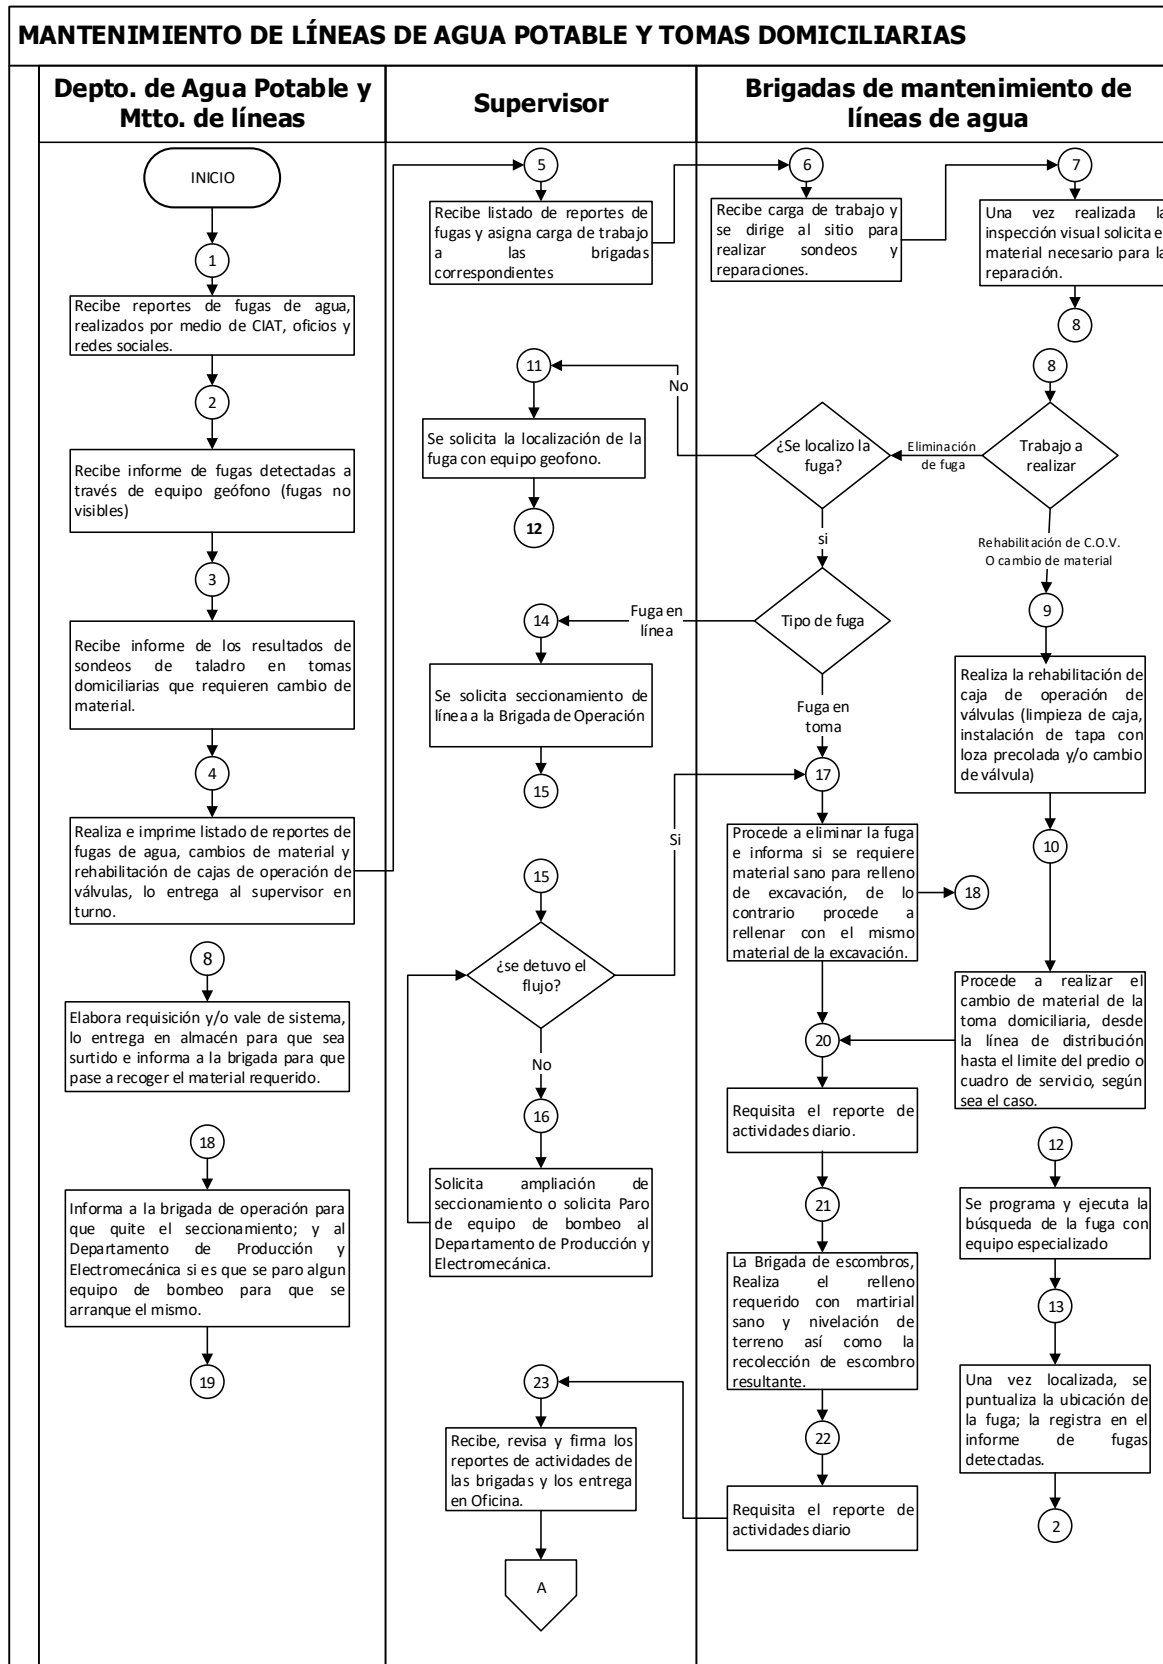 MANTENIMIENTO DE LÍNEAS DE AGUA POTABLE Y TOMAS DOMICILIARIAS
Depto. de Agua Potable y
Mtto. de líneas
INICIO
1
Recibe reportes de fugas de agua,
realizados por medio de CIAT, oficios y
redes sociales.
2
Recibe informe de fugas detectadas a
través de equipo geófono (fugas no
visibles)
3
Recibe informe de los resultados de
sondeos de taladro en tomas
domiciliarias que requieren cambio de
material.
4
Realiza e imprime listado de reportes de
fugas de agua, cambios de material y
rehabilitación de cajas de operación de
válvulas, lo entrega al supervisor en
turno.
8
Elabora requisición y/o vale de sistema,
lo entrega en almacén para que sea
surtido e informa a la brigada para que
pase a recoger el material requerido.
18
Informa a la brigada de operación para
que quite el seccionamiento; y al
Departamento de Producción y
Electromecánica si es que se paro algun
equipo de bombeo para que se
arranque el mismo.
19
Supervisor
5
Recibe listado de reportes de
fugas y asigna carga de trabajo
a las brigadas
correspondientes
11
Se solicita la localización de la
fuga con equipo geofono.
12
14
Se solicita seccionamiento de
línea a la Brigada de Operación
15
15
¿se detuvo el
flujo?
Si
No
16
Solicita ampliación de
seccionamiento o solicita Paro
de equipo de bombeo al
Departamento de Producción y
Electromecánica.
23
Recibe, revisa y firma los
reportes de actividades de
las brigadas y los entrega
en Oficina.
A
Brigadas de mantenimiento de
líneas de agua
6
Recibe carga de trabajo y
se dirige al sitio para
realizar sondeos y
reparaciones.
7
Una vez realizada la
inspección visual solicita el
material necesario para la
reparación.
8
8
Trabajo a
realizar
Eliminación
de fuga
¿Se localizo la
fuga?
No
si
Rehabilitación de C.O.V.
O cambio de material
Tipo de fuga
Fuga en
línea
Fuga en
toma
9
Realiza la rehabilitación de
caja de operación de
válvulas (limpieza de caja,
instalación de tapa con
loza precolada y/o cambio
de válvula)
10
Procede a realizar el
cambio de material de la
toma domiciliaria, desde
la línea de distribución
hasta el limite del predio o
cuadro de servicio, según
sea el caso.
17
Procede a eliminar la fuga
e informa si se requiere
material sano para relleno
de excavación, de lo
contrario procede a
rellenar con el mismo
material de la excavación.
18
20
Requisita el reporte de
actividades diario.
21
La Brigada de escombros,
Realiza el relleno
requerido con martirial
sano y nivelación de
terreno así como la
recolección de escombro
resultante.
22
Requisita el reporte de
actividades diario
12
Se programa y ejecuta la
búsqueda de la fuga con
equipo especializado
13
Una vez localizada, se
puntualiza la ubicación de
la fuga; la registra en el
informe de fugas
detectadas.
2